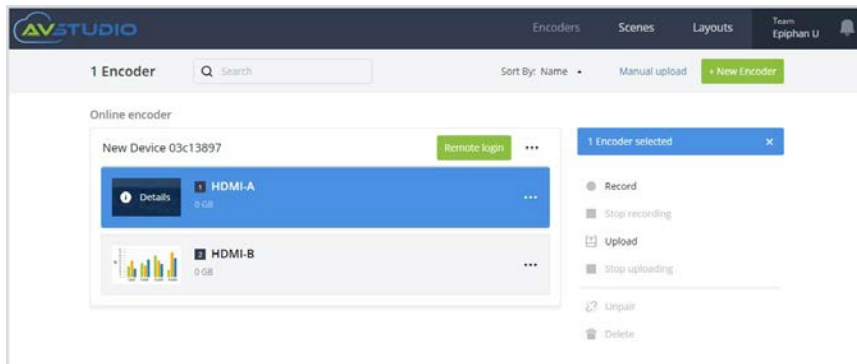 AVSTUDIO
Encoders Scenes Layouts Team Epiphan U
1 Encoder Search Sort By: Name Manual upload + New Encoder
Online encoder
New Device 03c13897 Remote login
1 Encoder selected
Details 1 HDMI-A
0 GB
2 HDMI-B
0 GB
Record
Stop recording
Upload
Stop uploading
Unpair
Delete